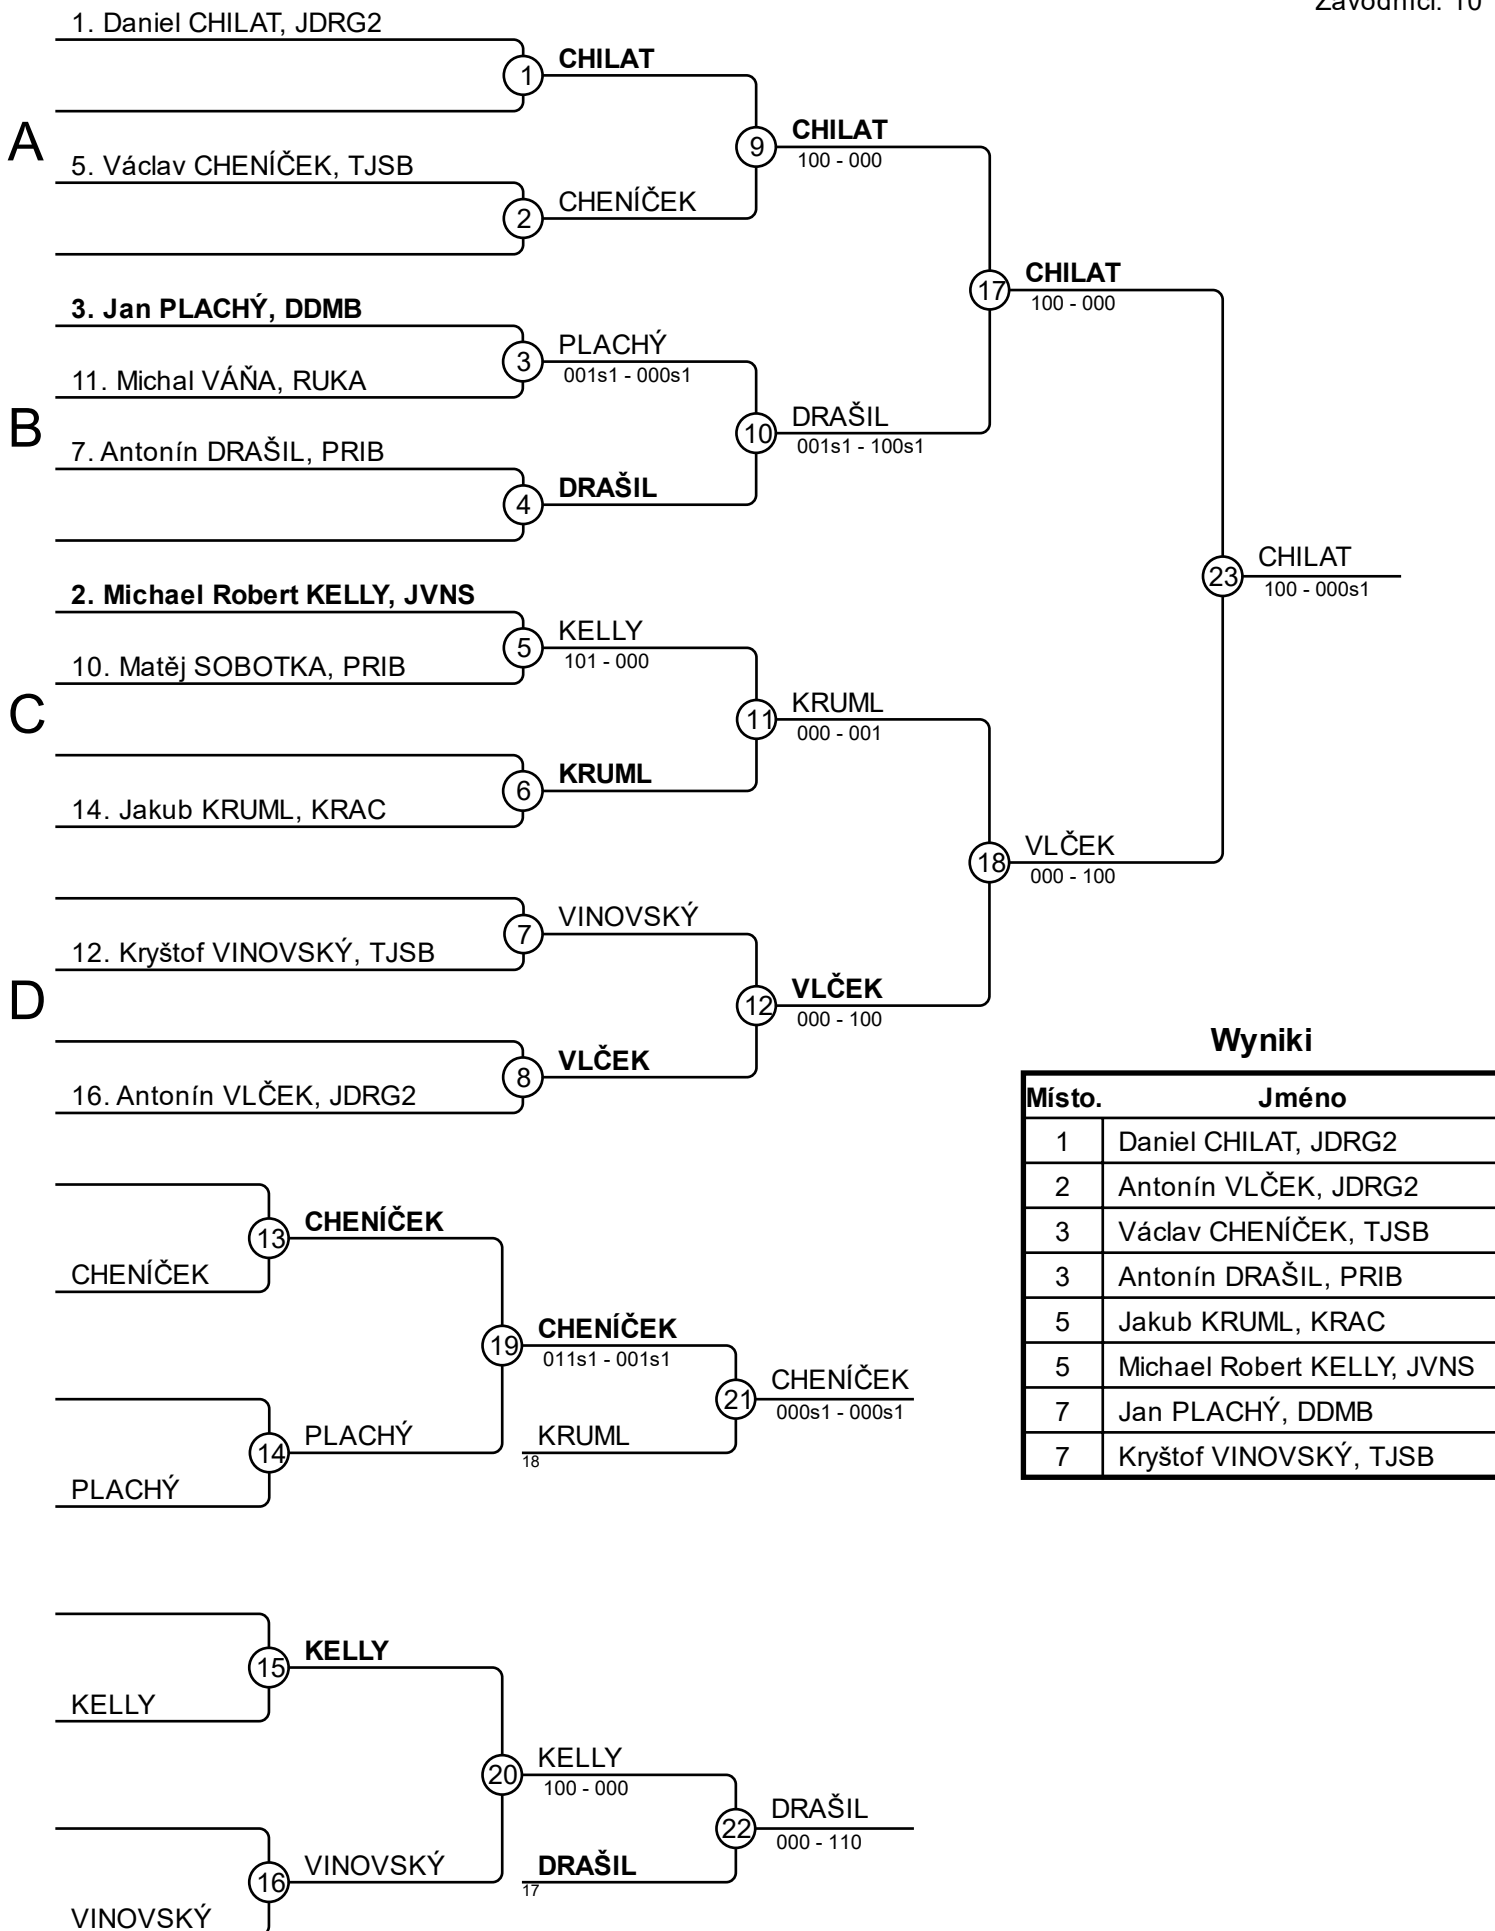 Závodníci: 10
1. Daniel CHILAT, JDRG2
1
CHILAT
A
9
CHILAT
100 - 000
5. Václav CHENÍČEK, TJSB
2
CHENÍČEK
17
CHILAT
100 - 000
3. Jan PLACHÝ, DDMB
3
PLACHÝ
001s1 - 000s1
11. Michal VÁŇA, RUKA
B
10
DRAŠIL
001s1 - 100s1
7. Antonín DRAŠIL, PRIB
4
DRAŠIL
23
CHILAT
100 - 000s1
2. Michael Robert KELLY, JVNS
5
KELLY
101 - 000
10. Matěj SOBOTKA, PRIB
C
11
KRUML
000 - 001
6
KRUML
14. Jakub KRUML, KRAC
18
VLČEK
000 - 100
7
VINOVSKÝ
12. Kryštof VINOVSKÝ, TJSB
D
12
VLČEK
000 - 100
8
VLČEK
16. Antonín VLČEK, JDRG2
Wyniki
Místo. Jméno
1 Daniel CHILAT, JDRG2
2 Antonín VLČEK, JDRG2
3 Václav CHENÍČEK, TJSB
3 Antonín DRAŠIL, PRIB
5 Jakub KRUML, KRAC
5 Michael Robert KELLY, JVNS
7 Jan PLACHÝ, DDMB
7 Kryštof VINOVSKÝ, TJSB
13
CHENÍČEK
CHENÍČEK
19
CHENÍČEK
011s1 - 001s1
21
CHENÍČEK
000s1 - 000s1
14
PLACHÝ
KRUML
18
PLACHÝ
15
KELLY
KELLY
20
KELLY
100 - 000
22
DRAŠIL
000 - 110
16
VINOVSKÝ
DRAŠIL
17
VINOVSKÝ